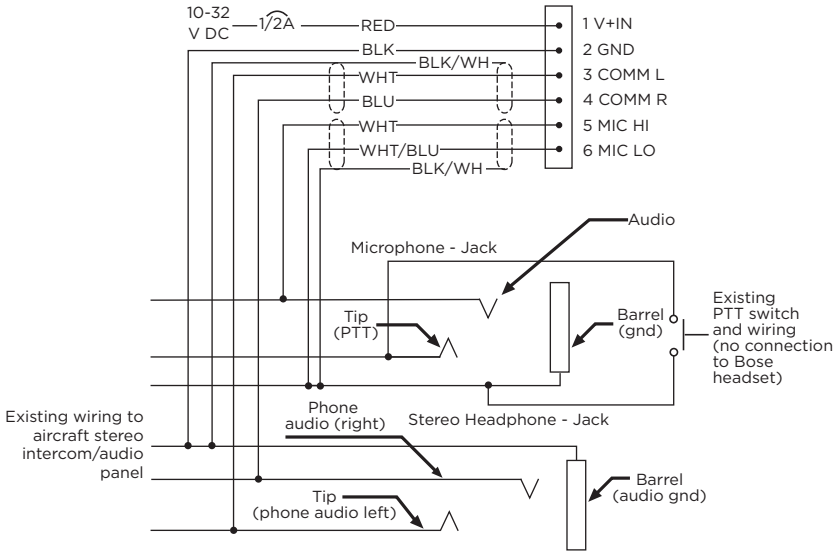 10-32
V DC
1/2A
RED
1 V+IN
BLK
2 GND
BLK/WH
WHT
3 COMM L
BLU
4 COMM R
WHT
5 MIC HI
WHT/BLU
6 MIC LO
BLK/WH
Audio
Microphone - Jack
Tip
(PTT)
Barrel
(gnd)
Existing
PTT switch
and wiring
(no connection
to Bose
headset)
Existing wiring to
aircraft stereo
intercom/audio
panel
Phone
audio (right)
Stereo Headphone - Jack
Tip
(phone audio left)
Barrel
(audio gnd)